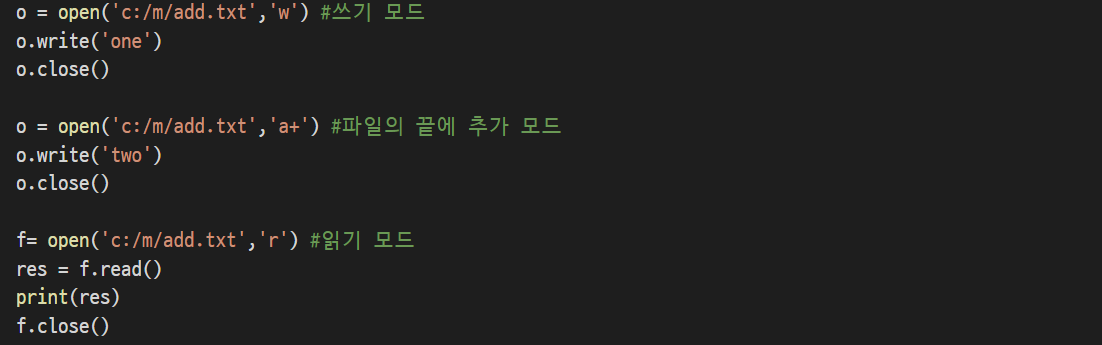 o = open('c:/m/add.txt','w') #쓰기 모드
o.write('one')
o.close()
o = open('c:/m/add.txt','a+') #파일의 끝에 추가 모드
o.write('two')
o.close()
f= open('c:/m/add.txt','r') #읽기 모드
res = f.read()
print(res)
f.close()